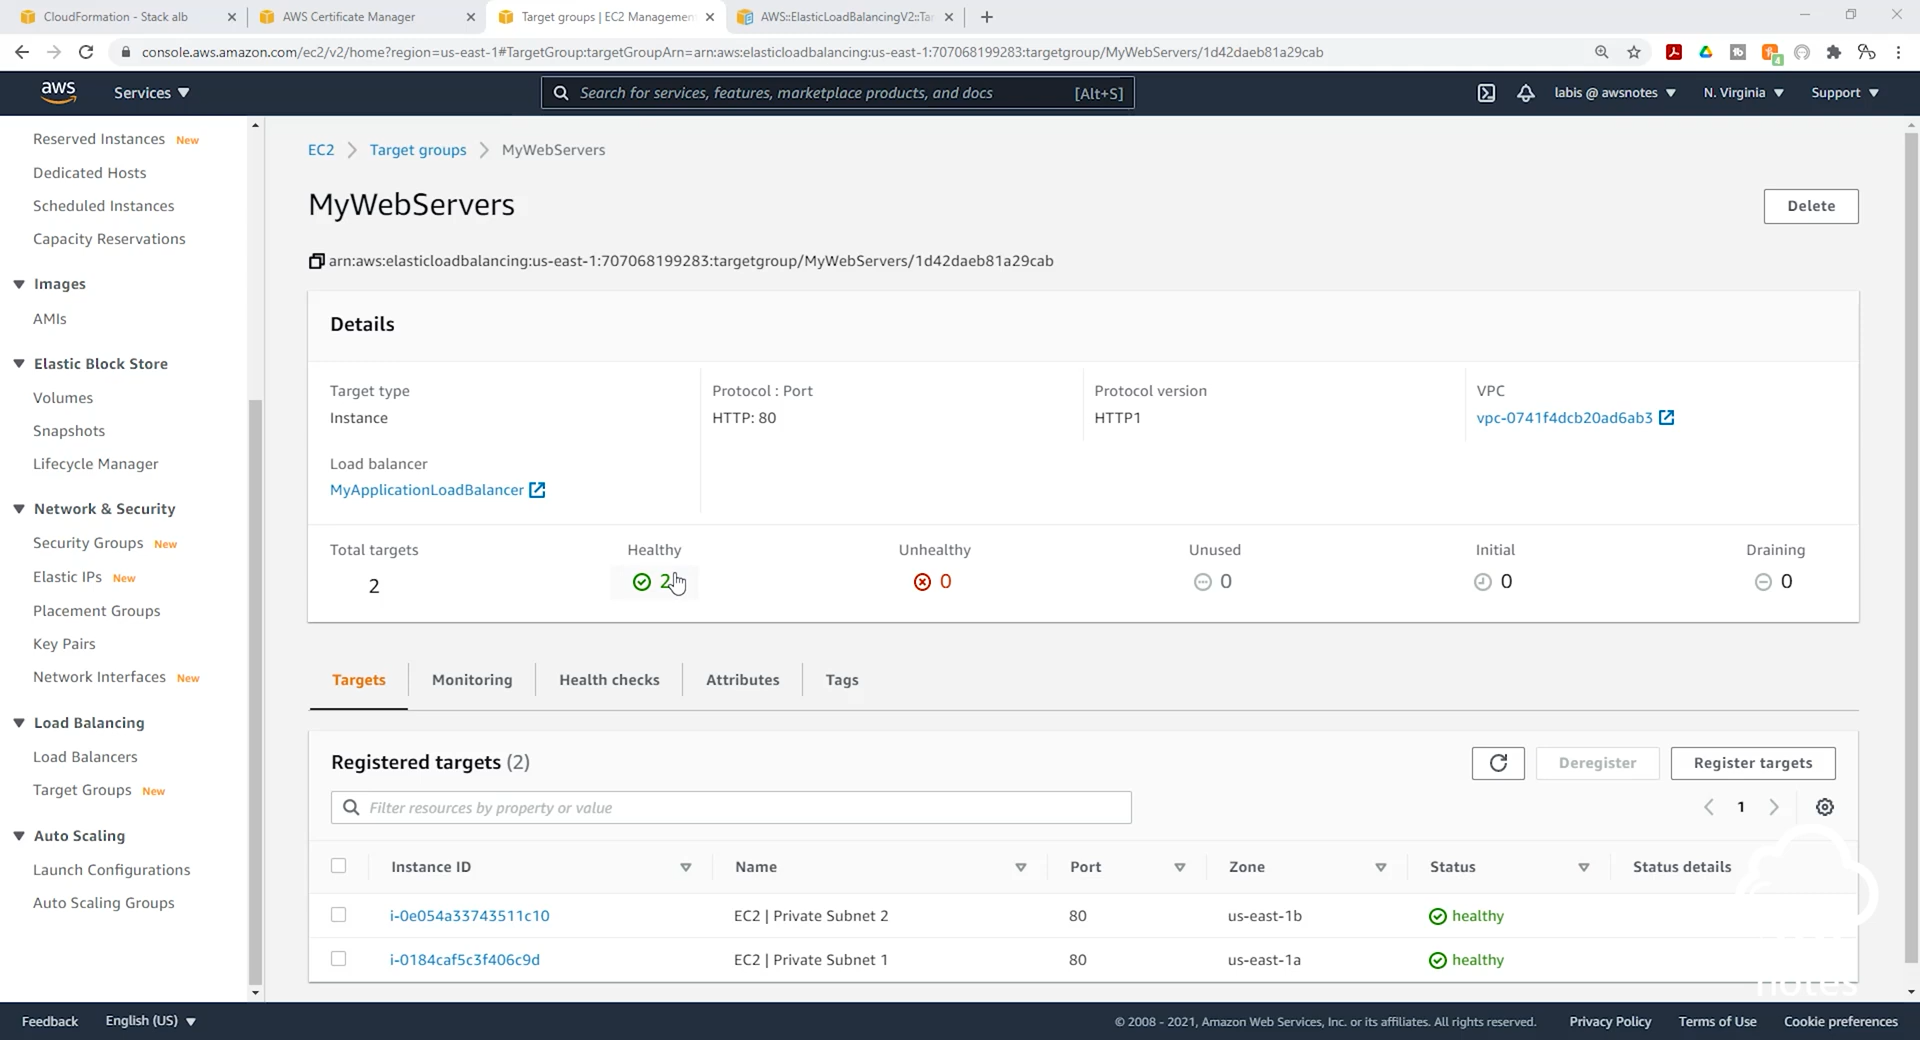 CloudFormation - Stack alb
AWS Certificate Manager
Target groups | EC2 Managemen
AWS::ElasticLoadBalancingV2::Tar
console.aws.amazon.com/ec2/v2/home?region=us-east-1#TargetGroup:targetGroupArn=arn:aws:elasticloadbalancing:us-east-1:707068199283:targetgroup/MyWebServers/1d42daeb81a29cab
4
aws
Services
Search for services, features, marketplace products, and docs
[Alt+S]
labis @ awsnotes
N. Virginia
Support
Reserved Instances New
Dedicated Hosts
Scheduled Instances
Capacity Reservations
Images
AMIs
Elastic Block Store
Volumes
Snapshots
Lifecycle Manager
Network & Security
Security Groups New
Elastic IPs New
Placement Groups
Key Pairs
Network Interfaces New
Load Balancing
Load Balancers
Target Groups New
Auto Scaling
Launch Configurations
Auto Scaling Groups
EC2 > Target groups > MyWebServers
MyWebServers
Delete
arn:aws:elasticloadbalancing:us-east-1:707068199283:targetgroup/MyWebServers/1d42daeb81a29cab
Details
Target type
Instance
Protocol : Port
HTTP: 80
Protocol version
HTTP1
VPC
vpc-0741f4dcb20ad6ab3
Load balancer
MyApplicationLoadBalancer
Total targets
2
Healthy
2
Unhealthy
0
Unused
0
Initial
0
Draining
0
Targets
Monitoring
Health checks
Attributes
Tags
Registered targets (2)
Deregister
Register targets
Filter resources by property or value
1
Instance ID
Name
Port
Zone
Status
Status details
i-0e054a33743511c10 EC2 | Private Subnet 2 80 us-east-1b healthy
i-0184caf5c3f406c9d EC2 | Private Subnet 1 80 us-east-1a healthy
notes
Feedback
English (US)
© 2008 - 2021, Amazon Web Services, Inc. or its affiliates. All rights reserved.
Privacy Policy
Terms of Use
Cookie preferences